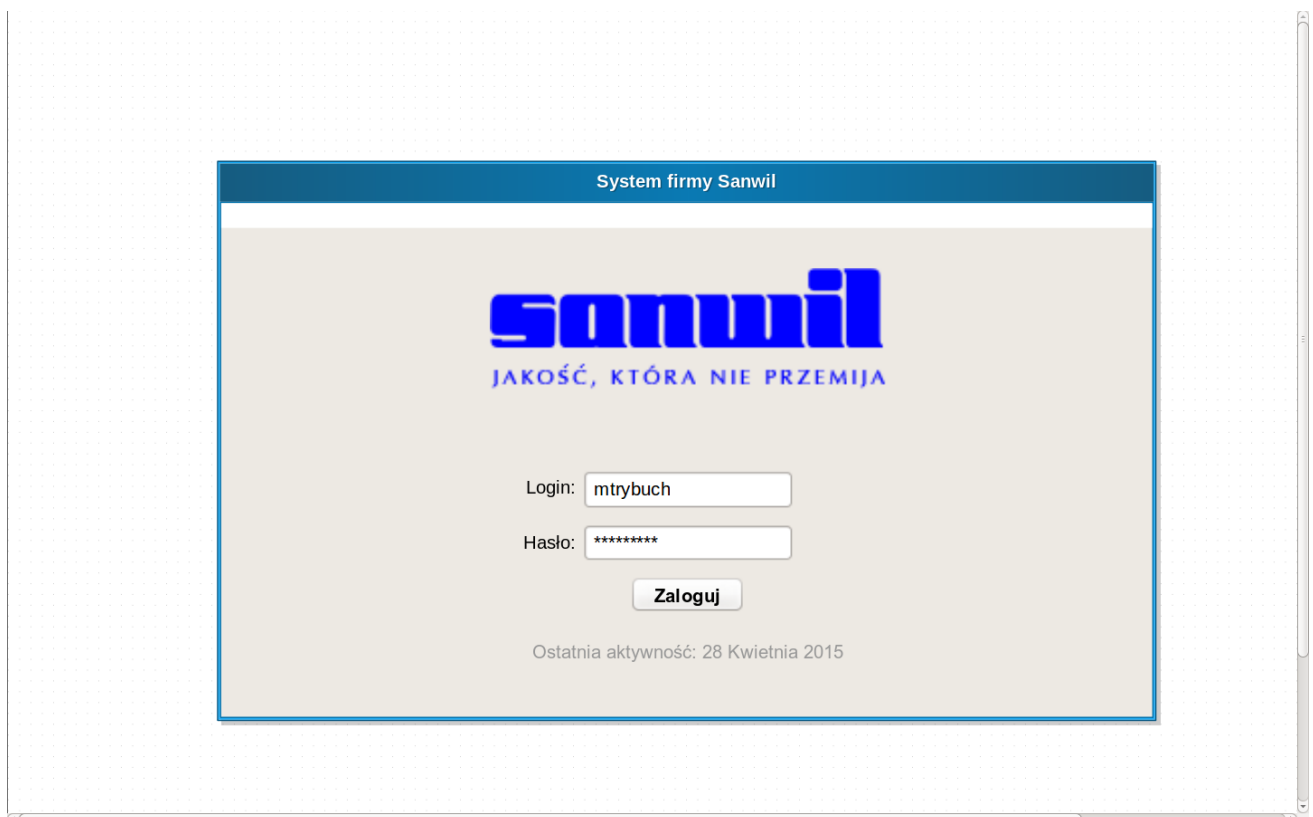 System firmy Sanwil
sanwil
JAKOŚĆ, KTÓRA NIE PRZEMIJA
Login: mtrybuch
Hasło: *********
Zaloguj
Ostatnia aktywność: 28 Kwietnia 2015